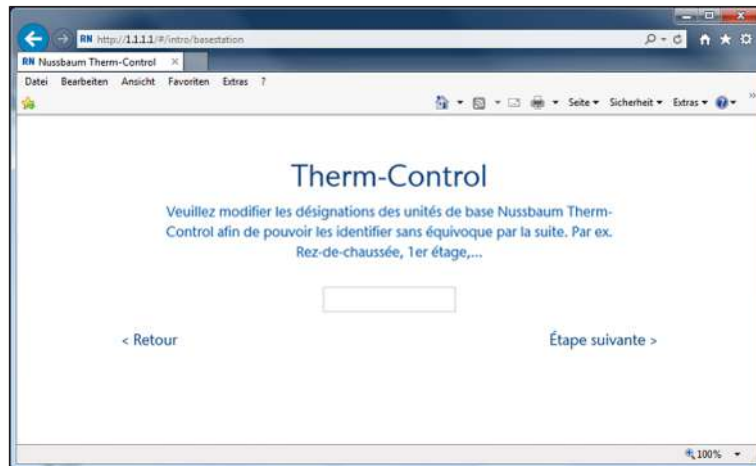 RN http://1.1.1.1/#/intro/basestation
RN Nussbaum Therm-Control
Datei Bearbeiten Ansicht Favoriten Extras ?
Seite Sicherheit Extras
Therm-Control
Veuillez modifier les désignations des unités de base Nussbaum Therm-
Control afin de pouvoir les identifier sans équivoque par la suite. Par ex.
Rez-de-chaussée, 1er étage,...
< Retour
Étape suivante >
100%